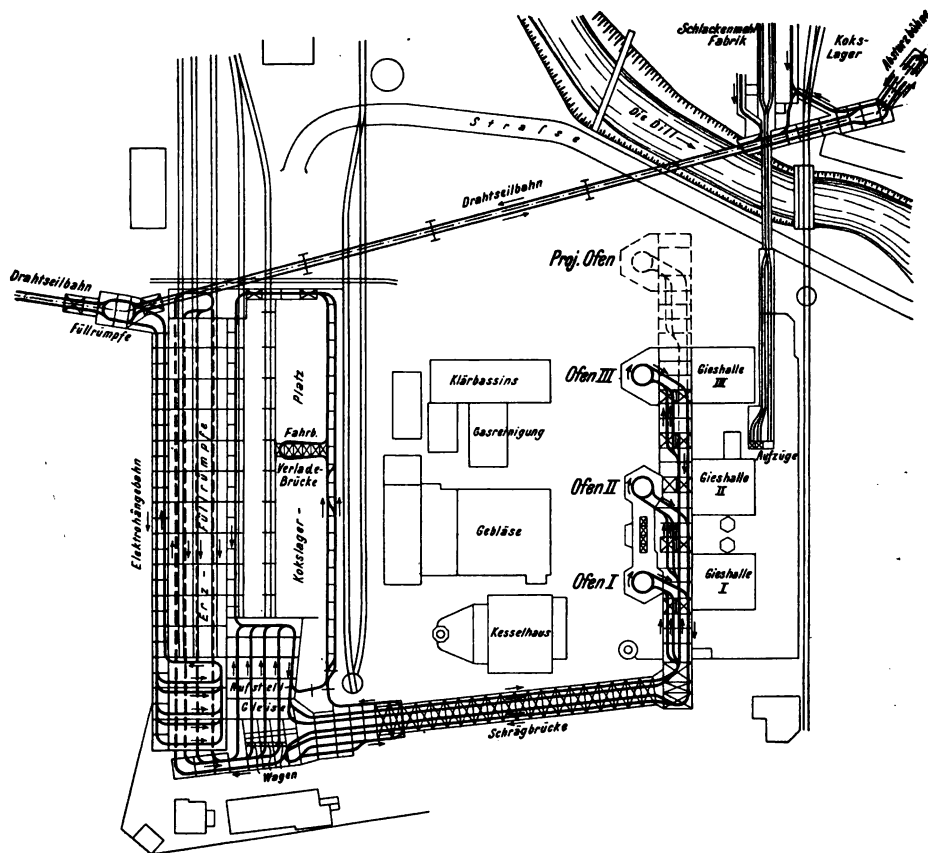 Schlackenmehl
Fabrik
Koks-
Lager
Absturzbühne
Die Dill
Strafse
Drahtseilbahn
Proj. Ofen
Drahtseilbahn
Füllrümpfe
Ofen III
Gieshalle
III
Klärbassins
Platz
Gasreinigung
Fahrb.
Verlade-
Brücke
Aufzüge
Elektrohängebahn
Erz-Füllrümpfe
Kokslager-
Ofen II
Gieshalle
II
Gebläse
Ofen I
Gieshalle
I
Kesselhaus
Aufstell-
Gleise
Schrägbrücke
Wagen